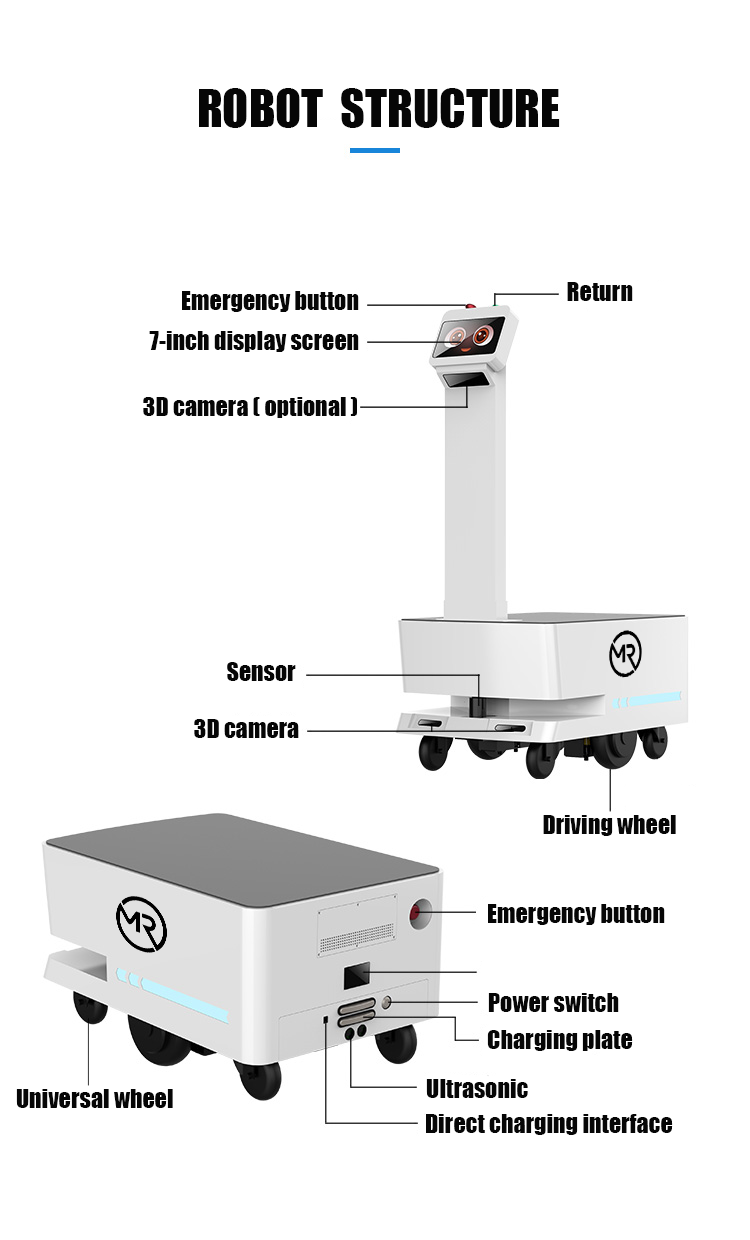 ROBOT STRUCTURE
Emergency button
Return
7-inch display screen
3D camera ( optional )
Sensor
MR
3D camera
Driving wheel
MR
Emergency button
Power switch
Charging plate
Ultrasonic
Universal wheel
Direct charging interface